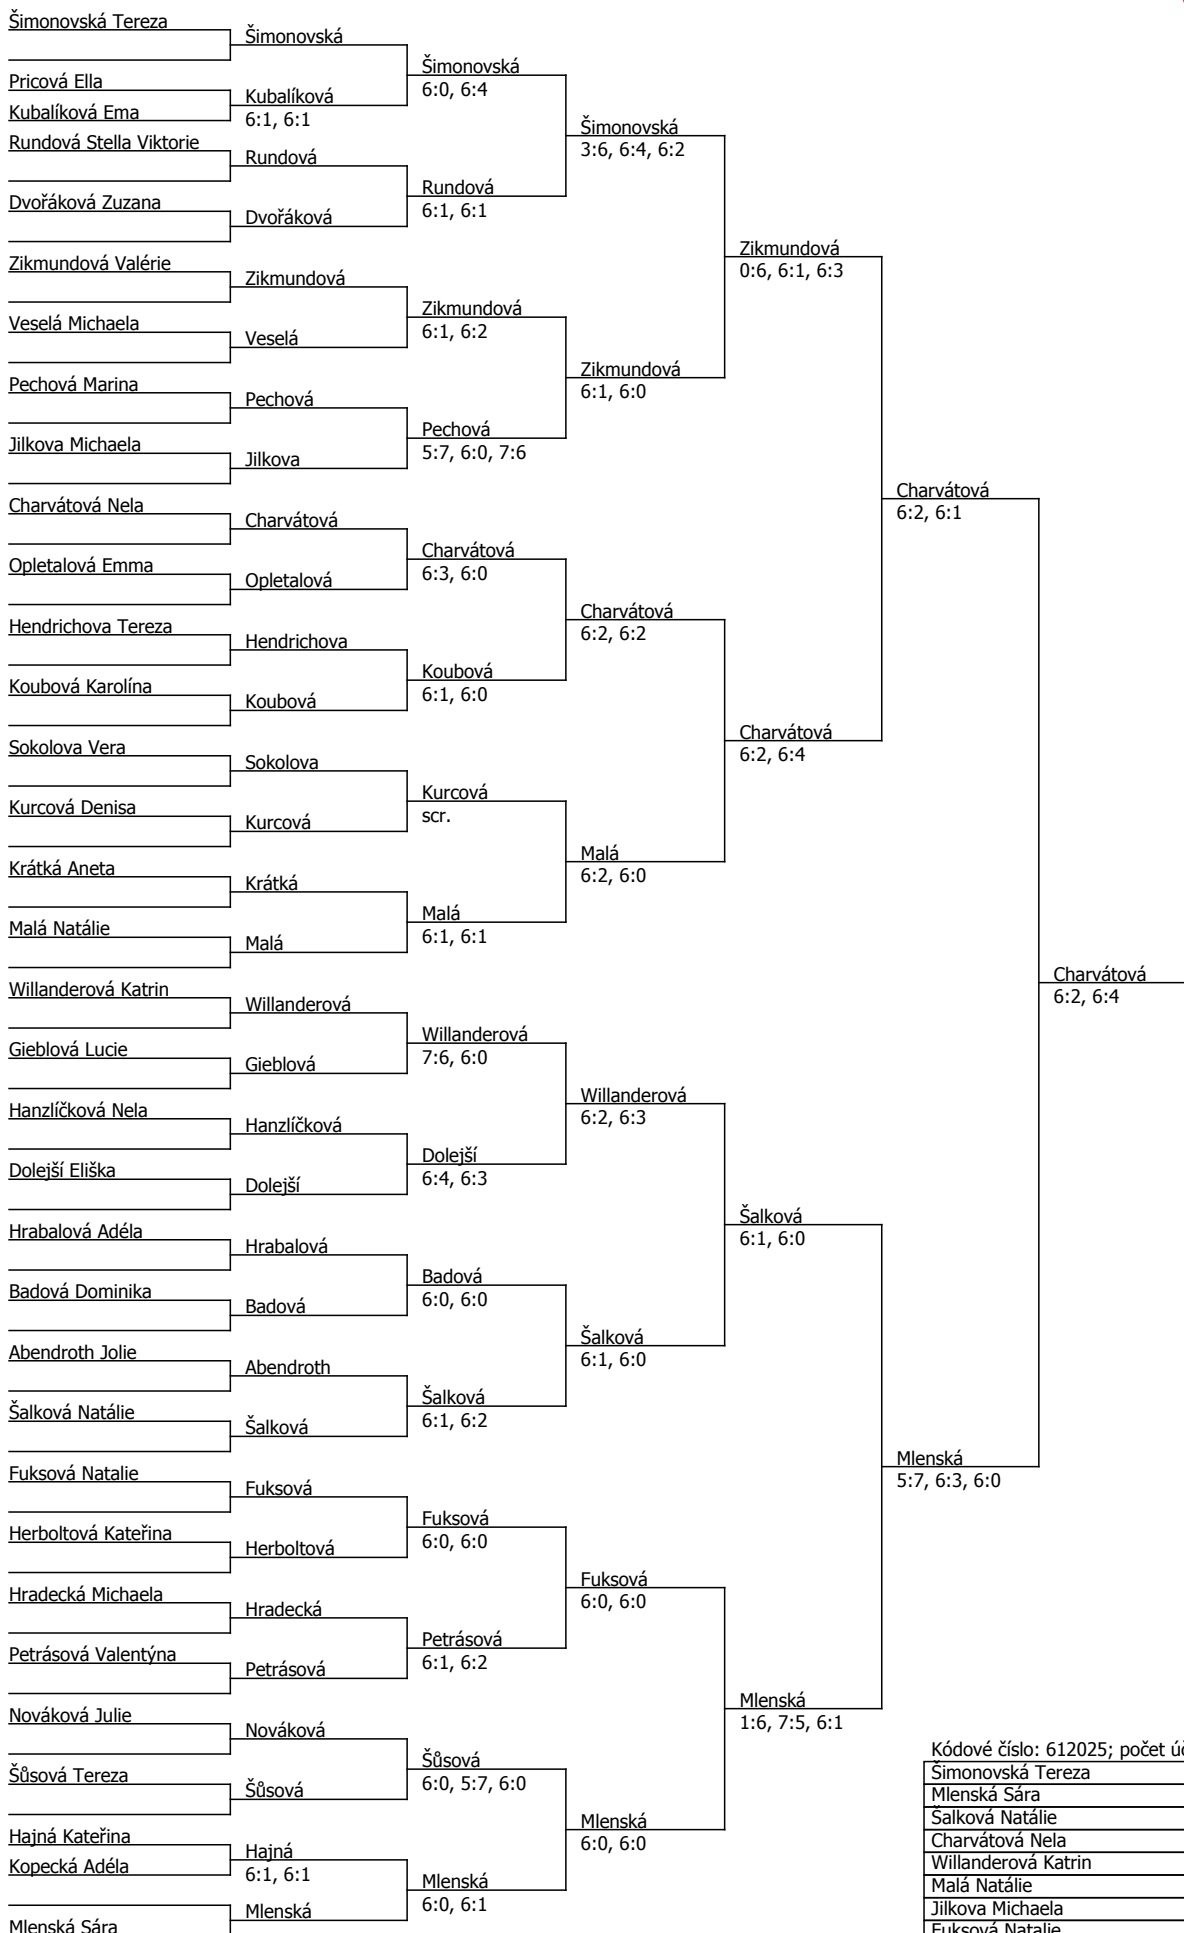 Šimonovská Tereza
Pricová Ella
Kubalíková Ema
Rundová Stella Viktorie
Dvořáková Zuzana
Zikmundová Valérie
Veselá Michaela
Pechová Marina
Jilkova Michaela
Charvátová Nela
Opletalová Emma
Hendrichova Tereza
Koubová Karolína
Sokolova Vera
Kurcová Denisa
Krátká Aneta
Malá Natálie
Willanderová Katrin
Gieblová Lucie
Hanzlíčková Nela
Dolejší Eliška
Hrabalová Adéla
Badová Dominika
Abendroth Jolie
Šalková Natálie
Fuksová Natalie
Herboltová Kateřina
Hradecká Michaela
Petrásová Valentýna
Nováková Julie
Šůsová Tereza
Hajná Kateřina
Kopecká Adéla
Mlenská Sára
Šimonovská
Kubalíková
6:1, 6:1
Rundová
Dvořáková
Zikmundová
Veselá
Pechová
Jilkova
Charvátová
Opletalová
Hendrichova
Koubová
Sokolova
Kurcová
Krátká
Malá
Willanderová
Gieblová
Hanzlíčková
Dolejší
Hrabalová
Badová
Abendroth
Šalková
Fuksová
Herboltová
Hradecká
Petrásová
Nováková
Šůsová
Hajná
6:1, 6:1
Mlenská
Šimonovská
6:0, 6:4
Rundová
6:1, 6:1
Zikmundová
6:1, 6:2
Pechová
5:7, 6:0, 7:6
Charvátová
6:3, 6:0
Koubová
6:1, 6:0
Kurcová
scr.
Malá
6:1, 6:1
Willanderová
7:6, 6:0
Dolejší
6:4, 6:3
Badová
6:0, 6:0
Šalková
6:1, 6:2
Fuksová
6:0, 6:0
Petrásová
6:1, 6:2
Šůsová
6:0, 5:7, 6:0
Mlenská
6:0, 6:1
Šimonovská
3:6, 6:4, 6:2
Zikmundová
6:1, 6:0
Charvátová
6:2, 6:2
Malá
6:2, 6:0
Willanderová
6:2, 6:3
Šalková
6:1, 6:0
Fuksová
6:0, 6:0
Mlenská
6:0, 6:0
Zikmundová
0:6, 6:1, 6:3
Charvátová
6:2, 6:4
Šalková
6:1, 6:0
Mlenská
1:6, 7:5, 6:1
Charvátová
6:2, 6:1
Mlenská
5:7, 6:3, 6:0
Charvátová
6:2, 6:4
Kódové číslo: 612025; počet úč
Šimonovská Tereza
Mlenská Sára
Šalková Natálie
Charvátová Nela
Willanderová Katrin
Malá Natálie
Jilkova Michaela
Fuksová Natalie